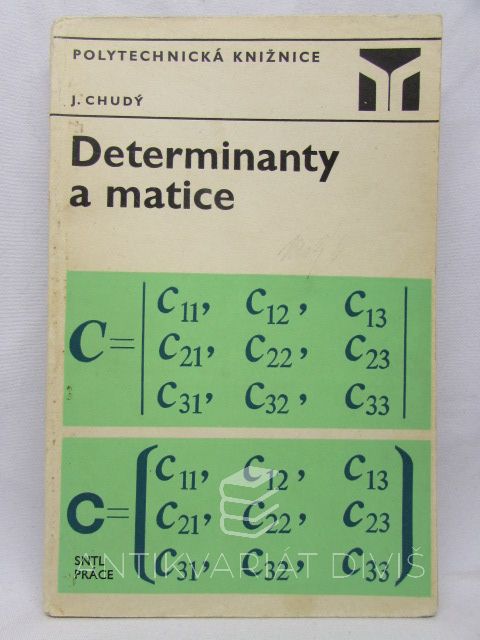 POLYTECHNICKÁ KNIŽNICE
J. CHUDÝ
Determinanty
a matice
C = | c11, c12, c13 |
c21, c22, c23
c31, c32, c33
C = ( c11, c12, c13 )
c21, c22, c23
c31, c32, c33
SNTL
PRÁCE
ANTIKVARIÁT DIVIŠ